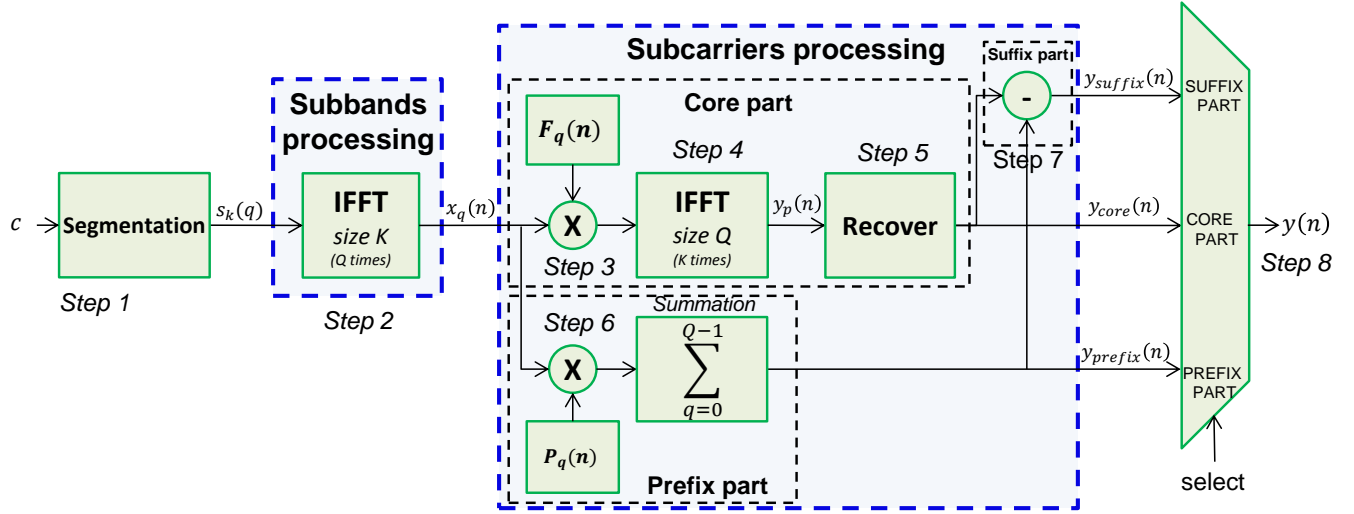 Subcarriers processing
Suffix part
-
Step 7
y_suffix(n)
Subbands
processing
Core part
F_q(n)
Step 4
Step 5
SUFFIX
PART
c
Segmentation
s_k(q)
IFFT
size K
(Q times)
x_q(n)
X
IFFT
size Q
(K times)
y_p(n)
Recover
y_core(n)
CORE
PART
y(n)
Step 8
Step 1
Step 2
Step 3
Step 6
Summation
X
Q−1
∑
q=0
y_prefix(n)
PREFIX
PART
P_q(n)
Prefix part
select